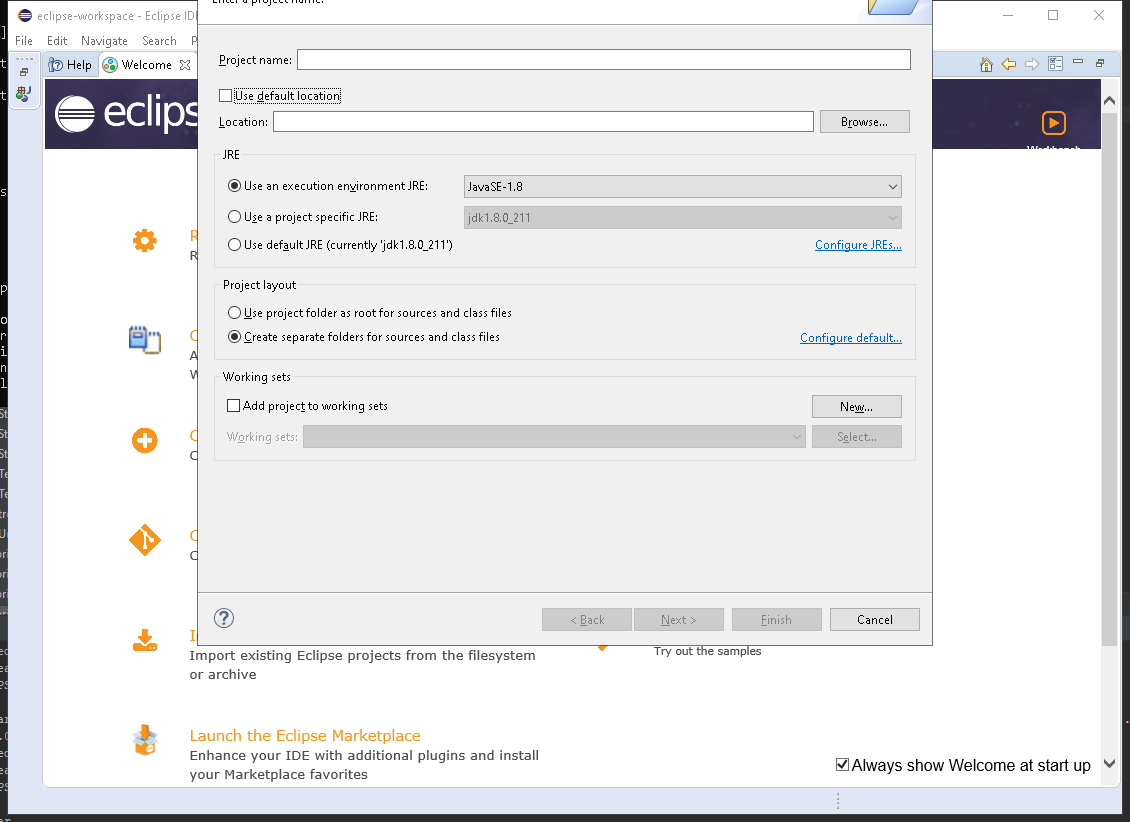 Enter a project name.
eclipse-workspace - Eclipse IDE
File Edit Navigate Search P
Help
Welcome
eclips
Project name:
Use default location
Location:
Browse...
JRE
Use an execution environment JRE:
JavaSE-1.8
Use a project specific JRE:
jdk1.8.0_211
Use default JRE (currently 'jdk1.8.0_211')
Configure JREs...
Project layout
Use project folder as root for sources and class files
Create separate folders for sources and class files
Configure default...
Working sets
Add project to working sets
New...
Working sets:
Select...
?
< Back
Next >
Finish
Cancel
Import existing Eclipse projects from the filesystem
or archive
Try out the samples
Launch the Eclipse Marketplace
Enhance your IDE with additional plugins and install
your Marketplace favorites
Always show Welcome at start up